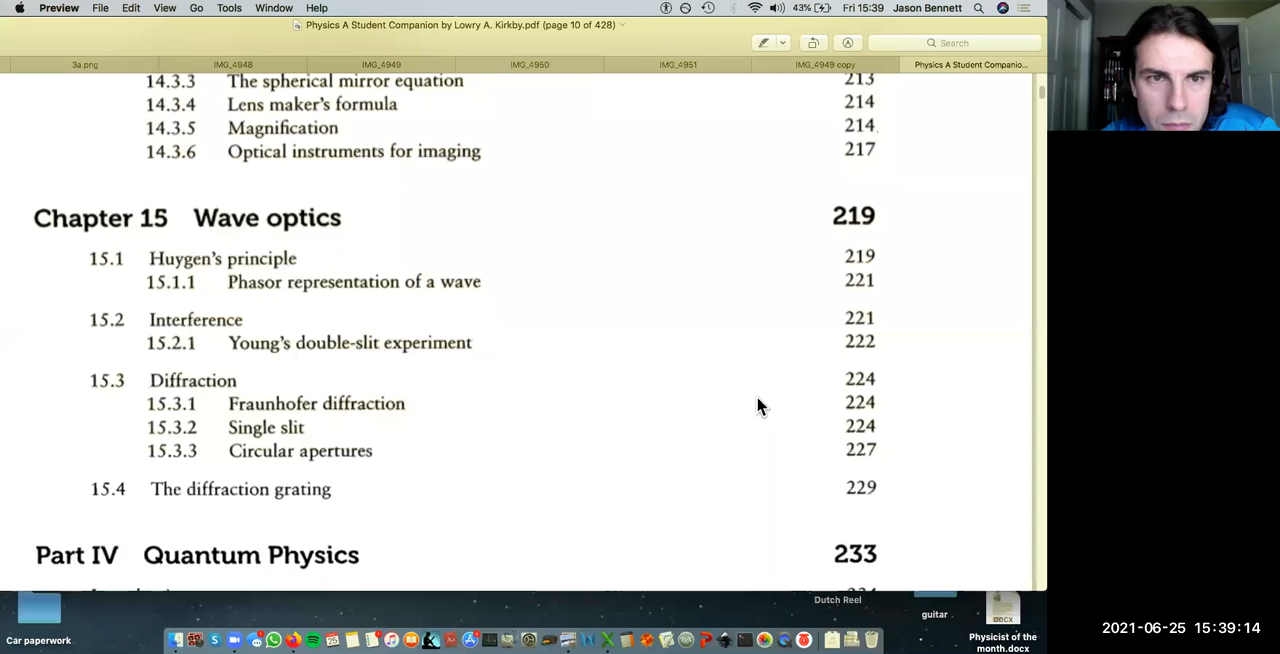 Preview File Edit View Go Tools Window Help 43% Fri 15:39 Jason Bennett
Physics A Student Companion by Lowry A. Kirkby.pdf (page 10 of 428)
Search
3a.png IMG_4948 IMG_4949 IMG_4950 IMG_4951 IMG_4949 copy Physics A Student Companio...
14.3.3 The spherical mirror equation 213
14.3.4 Lens maker's formula 214
14.3.5 Magnification 214
14.3.6 Optical instruments for imaging 217
Chapter 15 Wave optics 219
15.1 Huygen's principle 219
15.1.1 Phasor representation of a wave 221
15.2 Interference 221
15.2.1 Young's double-slit experiment 222
15.3 Diffraction 224
15.3.1 Fraunhofer diffraction 224
15.3.2 Single slit 224
15.3.3 Circular apertures 227
15.4 The diffraction grating 229
Part IV Quantum Physics 233
Dutch Reel
guitar
DOCX
Car paperwork
Physicist of the
month.docx
2021-06-25 15:39:14